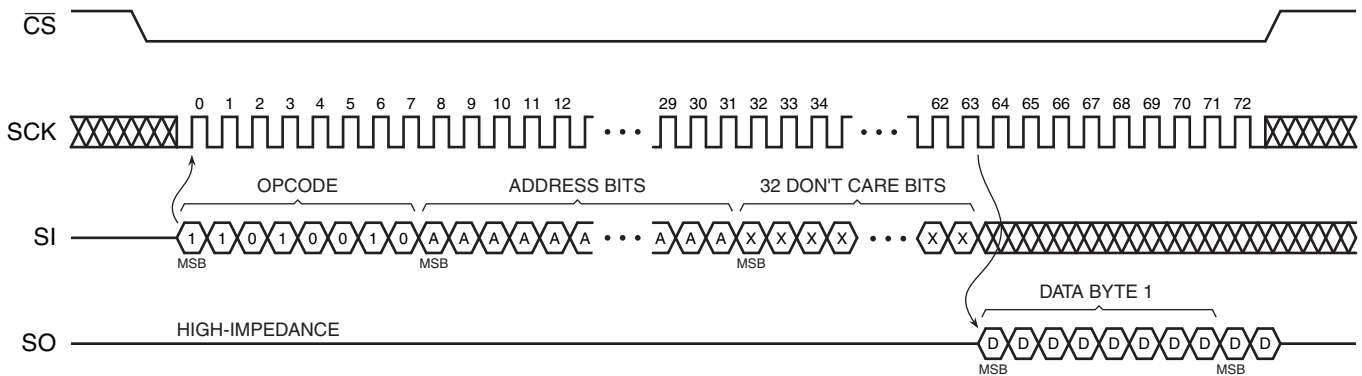 CS
0 1 2 3 4 5 6 7 8 9 10 11 12 29 30 31 32 33 34 62 63 64 65 66 67 68 69 70 71 72
SCK
OPCODE ADDRESS BITS 32 DON'T CARE BITS
SI 1 1 0 1 0 0 1 0 A A A A A A A A A X X X X X X
MSB MSB MSB
DATA BYTE 1
HIGH-IMPEDANCE
SO D D D D D D D D D D
MSB MSB